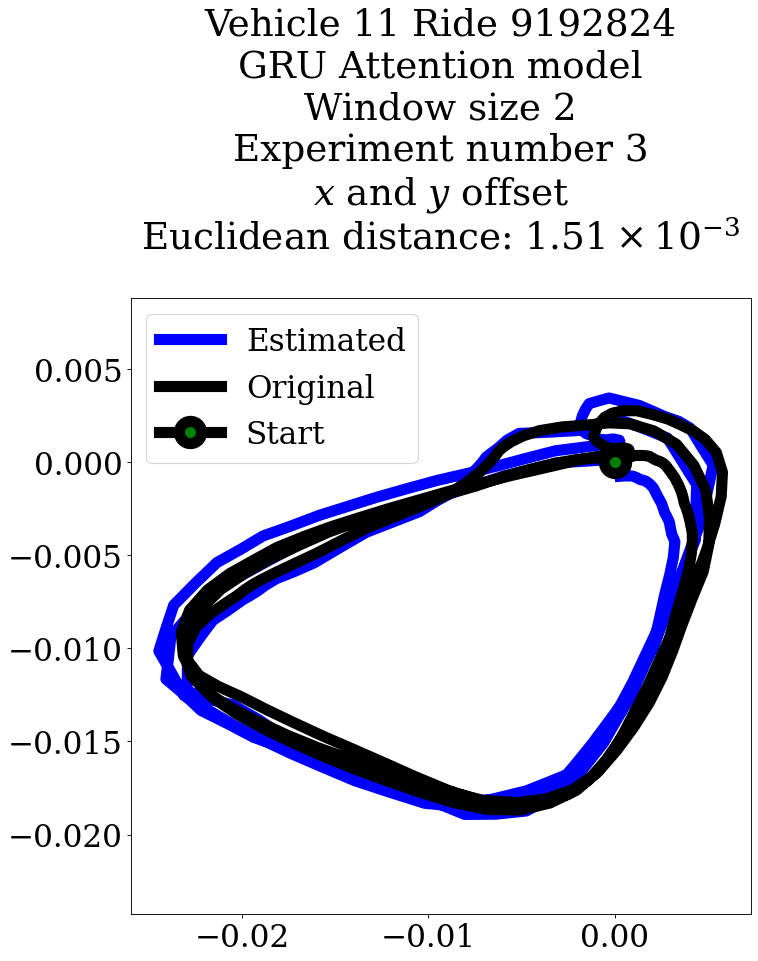 Vehicle 11 Ride 9192824
GRU Attention model
Window size 2
Experiment number 3
x and y offset
Euclidean distance: 1.51 × 10⁻³
Estimated
Original
Start
0.005
0.000
−0.005
−0.010
−0.015
−0.020
−0.02
−0.01
0.00